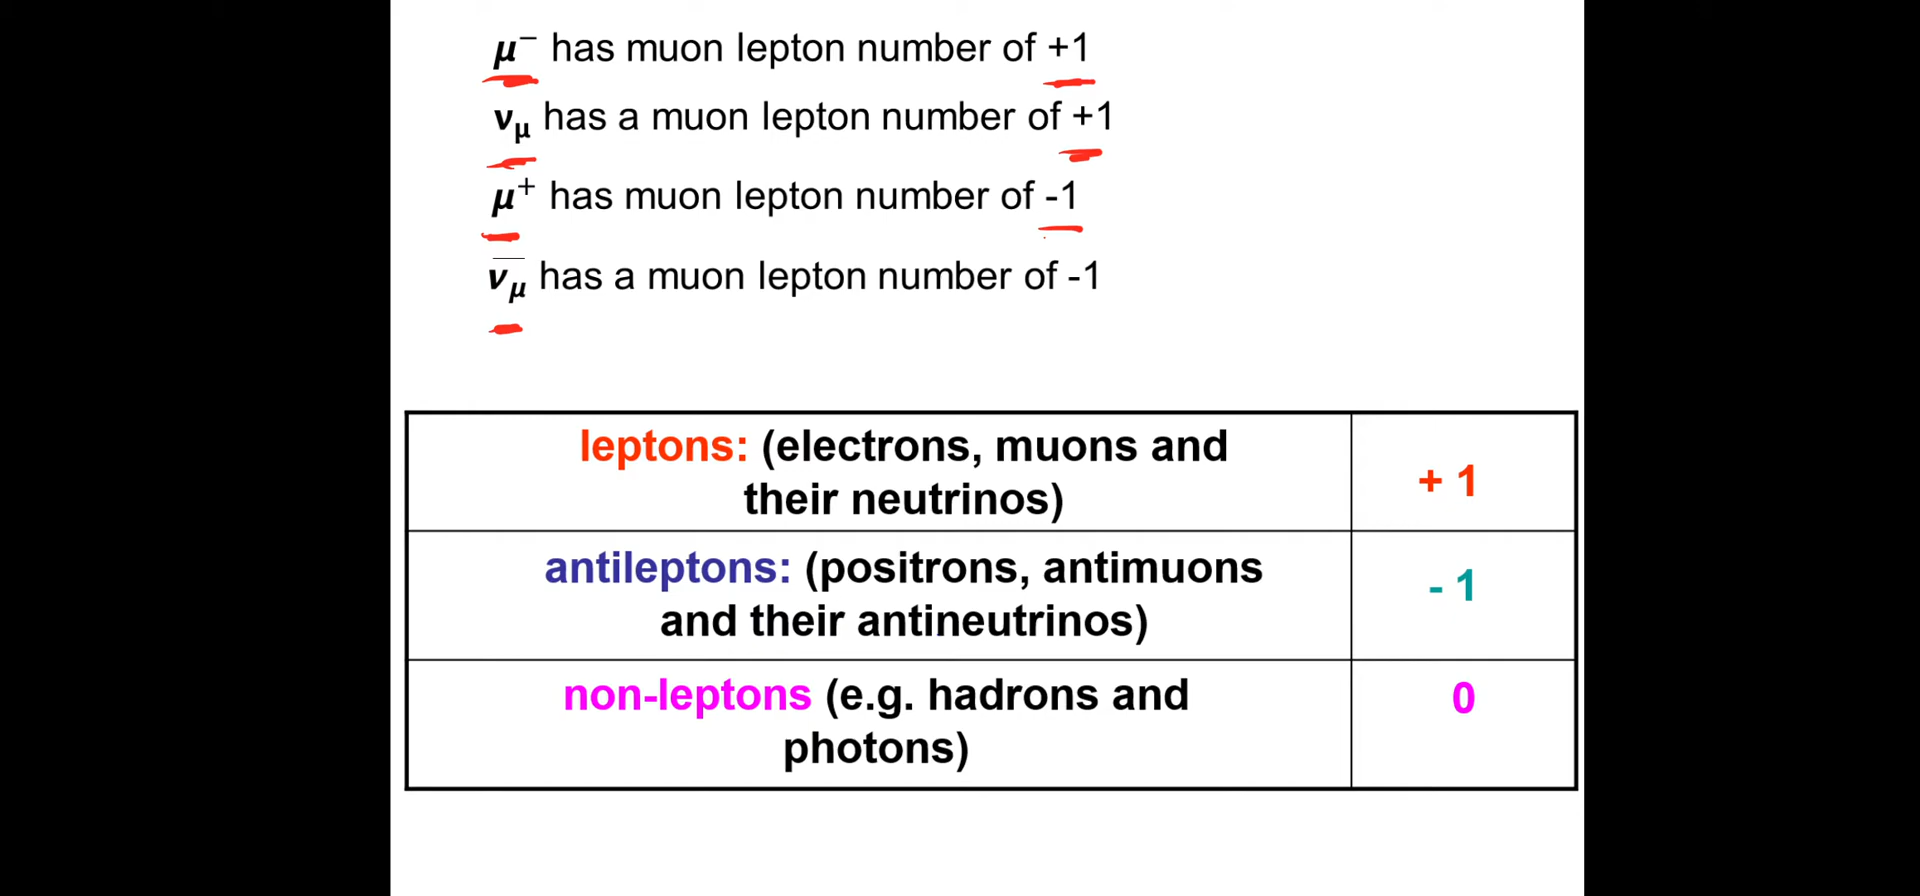 μ⁻ has muon lepton number of +1
νμ has a muon lepton number of +1
μ⁺ has muon lepton number of -1
ν̅μ has a muon lepton number of -1
leptons: (electrons, muons and
their neutrinos)
+ 1
antileptons: (positrons, antimuons
and their antineutrinos)
- 1
non-leptons (e.g. hadrons and
photons)
0